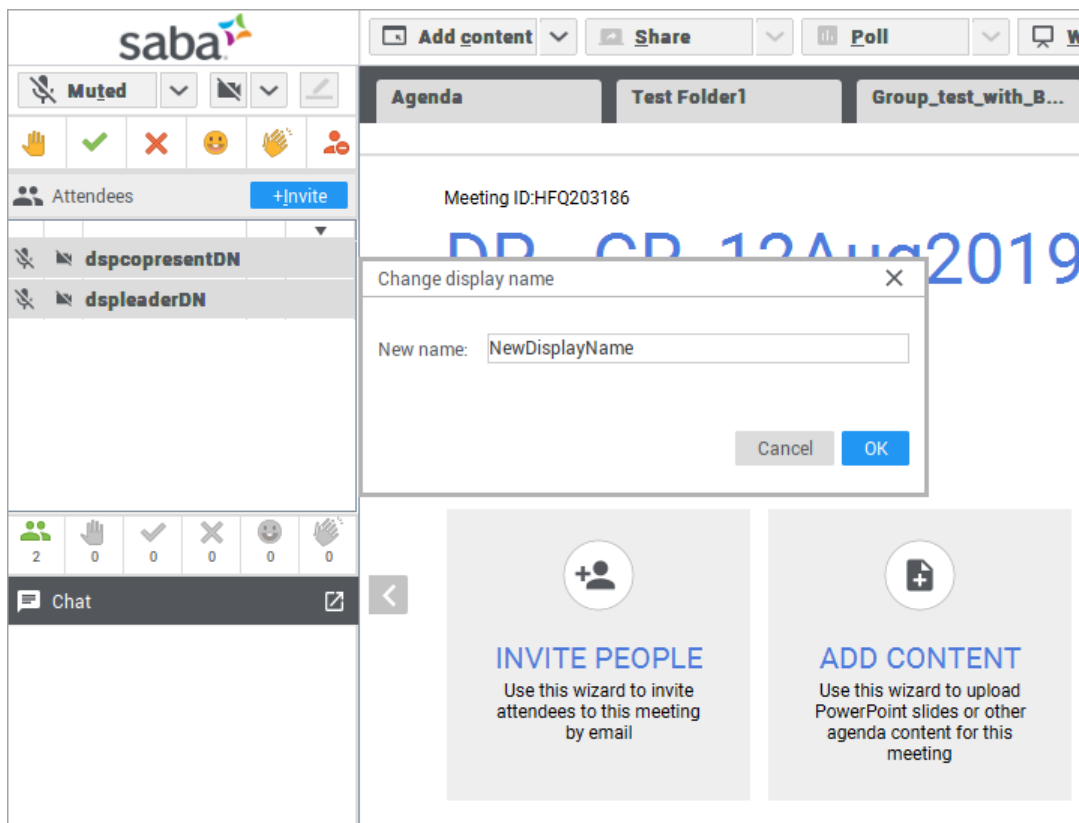 saba
Add content
Share
Poll
Muted
Agenda
Test Folder1
Group_test_with_B...
Attendees
+Invite
Meeting ID:HFQ203186
dspcopresentDN
dspleaderDN
Change display name
New name:
NewDisplayName
Cancel
OK
2
0
0
0
0
0
Chat
INVITE PEOPLE
Use this wizard to invite
attendees to this meeting
by email
ADD CONTENT
Use this wizard to upload
PowerPoint slides or other
agenda content for this
meeting